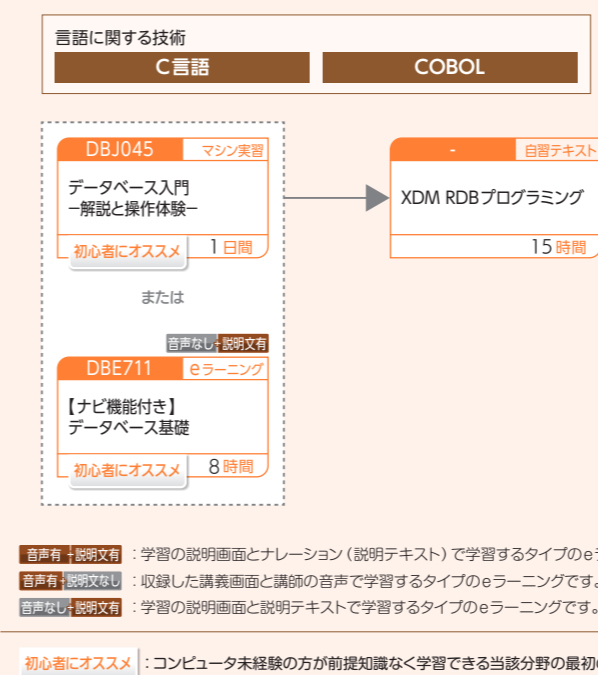 言語に関する技術
C言語
COBOL
DBJ045 マシン実習
データベース入門
−解説と操作体験−
初心者にオススメ 1日間
または
音声なし+説明文有
DBE711 eラーニング
【ナビ機能付き】
データベース基礎
初心者にオススメ 8時間
- 自習テキスト
XDM RDBプログラミング
15時間
音声有+説明文有 ：学習の説明画面とナレーション（説明テキスト）で学習するタイプのe
音声有+説明文なし ：収録した講義画面と講師の音声で学習するタイプのeラーニングです。
音声なし+説明文有 ：学習の説明画面と説明テキストで学習するタイプのeラーニングです。
初心者にオススメ ：コンピュータ未経験の方が前提知識なく学習できる当該分野の最初